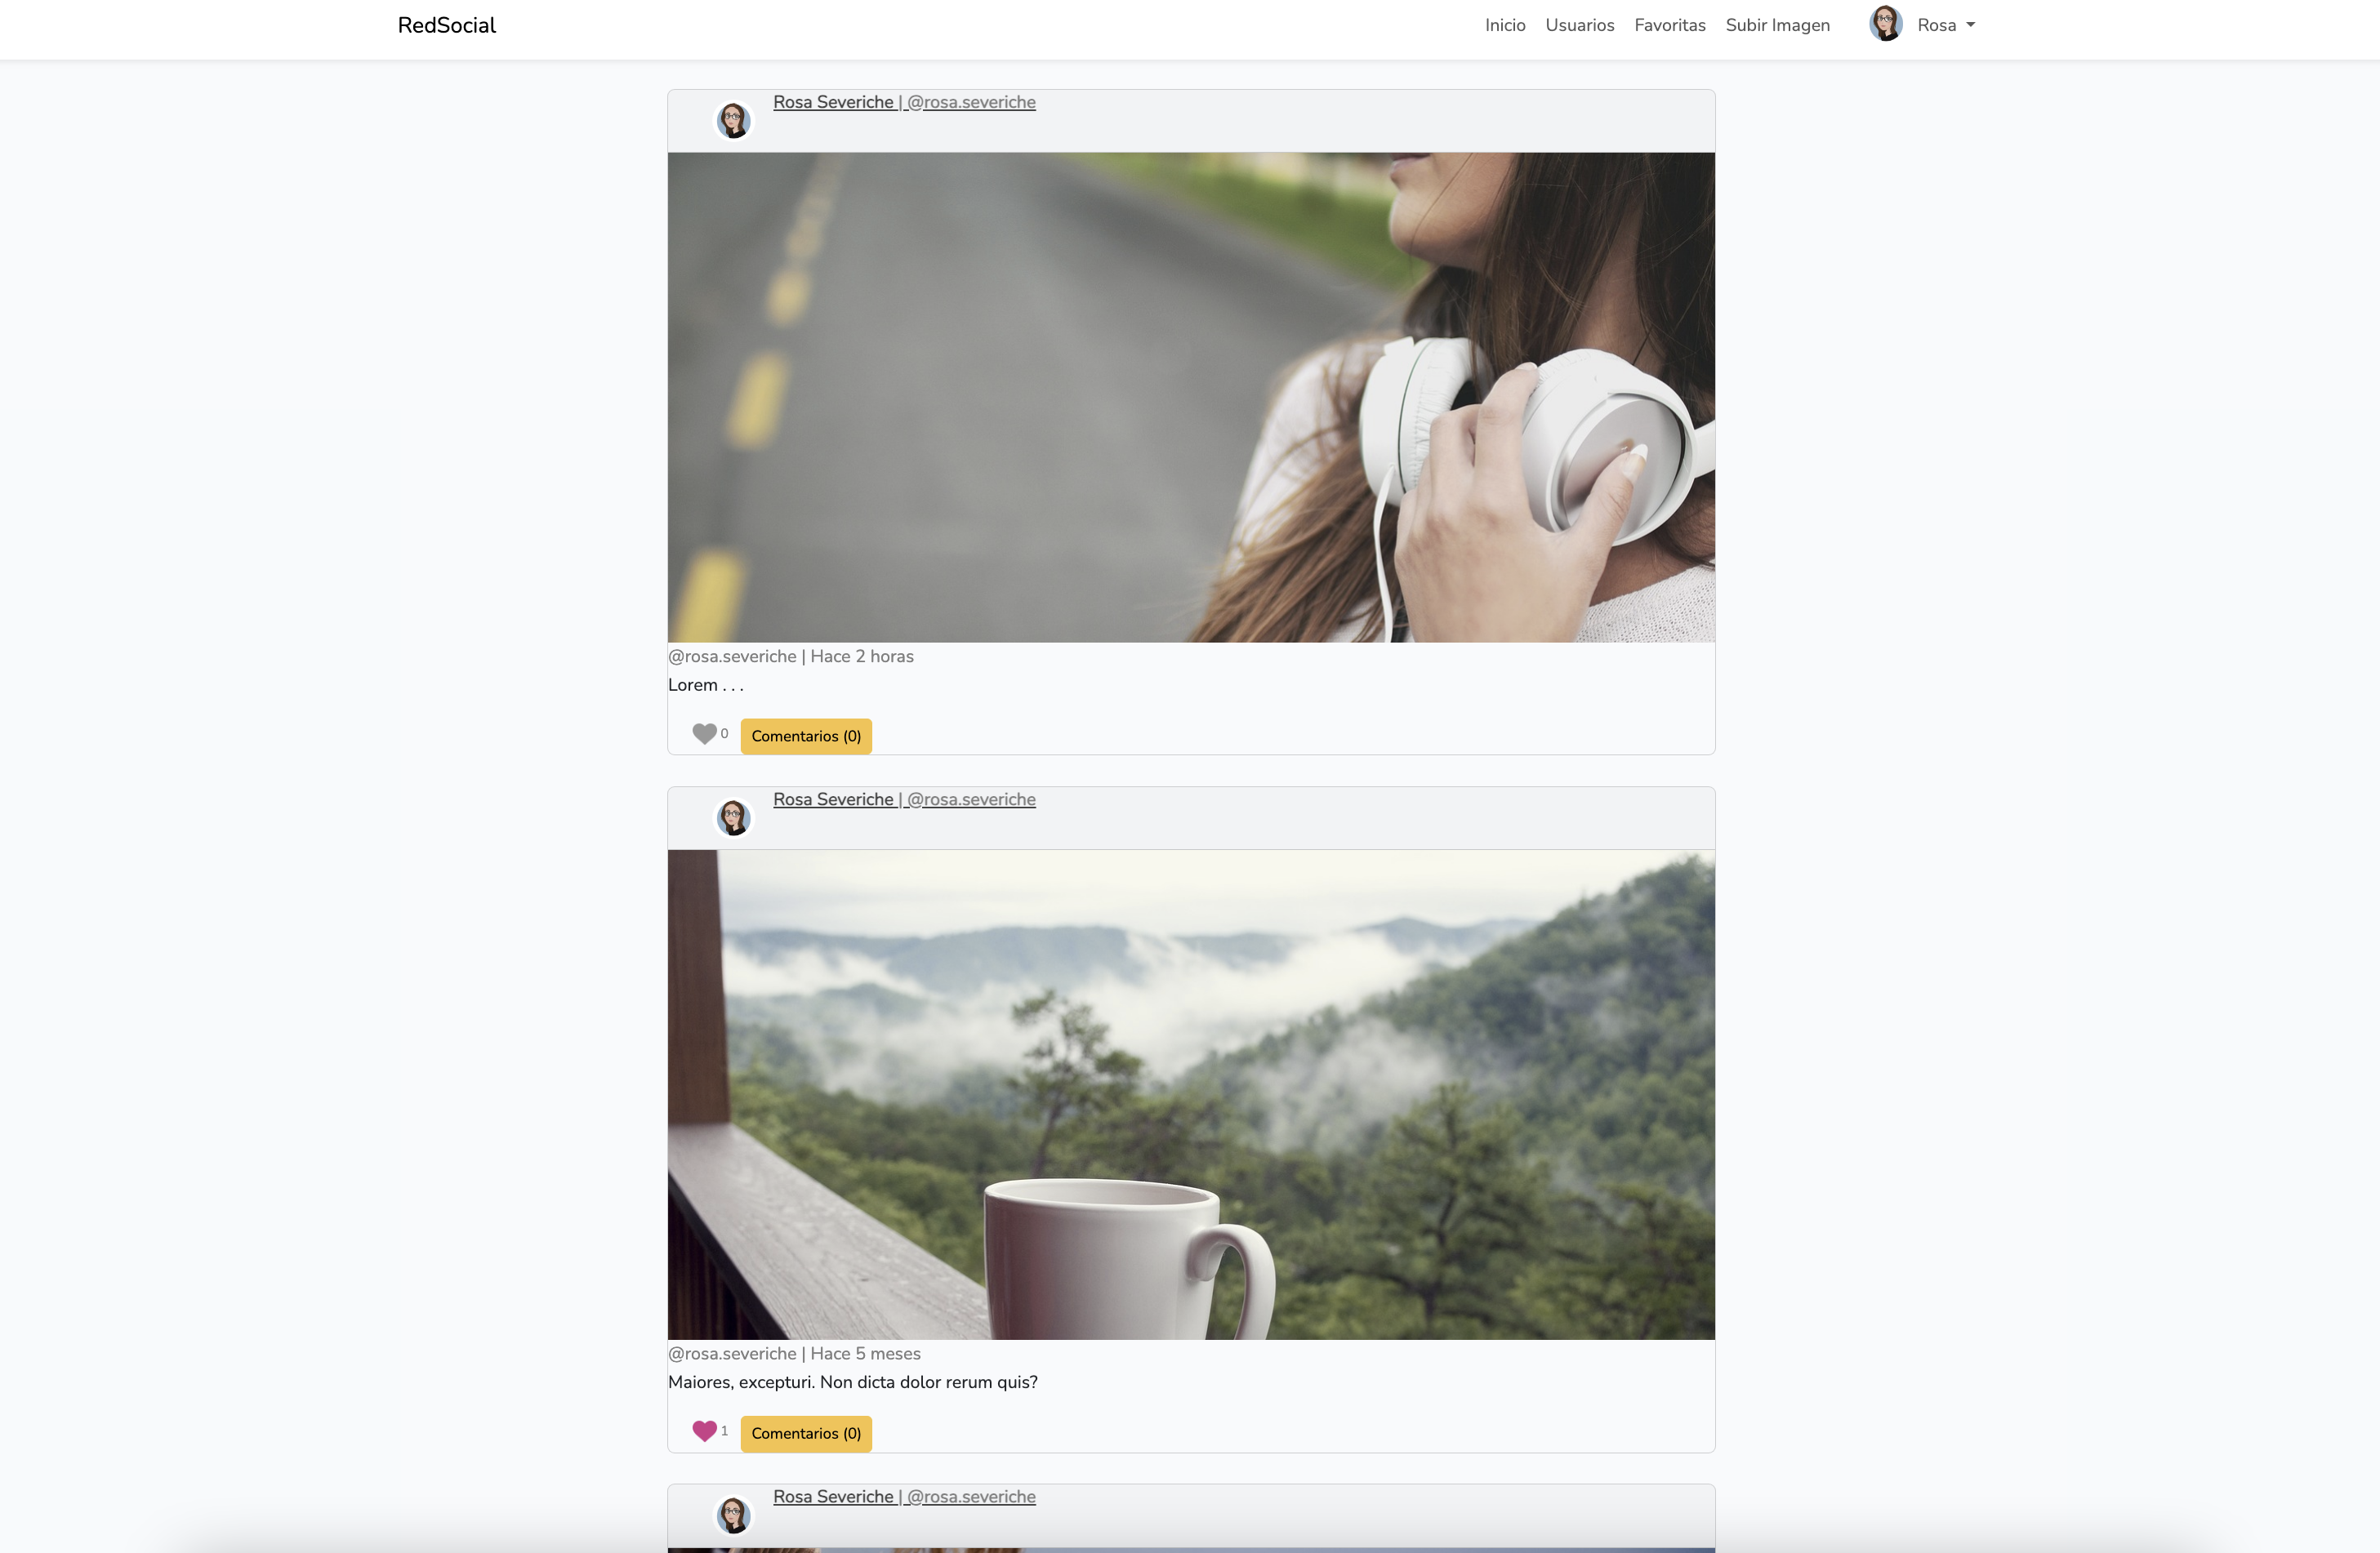 RedSocial
Inicio Usuarios Favoritas Subir Imagen Rosa
Rosa Severiche | @rosa.severiche
@rosa.severiche | Hace 2 horas
Lorem . . .
0 Comentarios (0)
Rosa Severiche | @rosa.severiche
@rosa.severiche | Hace 5 meses
Maiores, excepturi. Non dicta dolor rerum quis?
1 Comentarios (0)
Rosa Severiche | @rosa.severiche